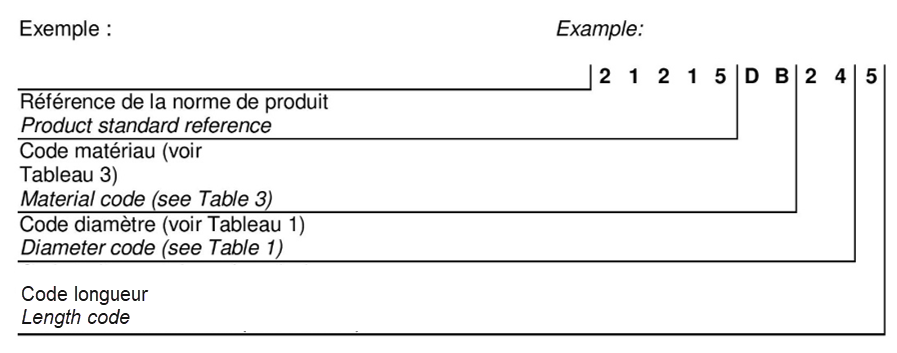 Exemple :
Example:
2 1 2 1 5 D B 2 4 5
Référence de la norme de produit
Product standard reference
Code matériau (voir
Tableau 3)
Material code (see Table 3)
Code diamètre (voir Tableau 1)
Diameter code (see Table 1)
Code longueur
Length code